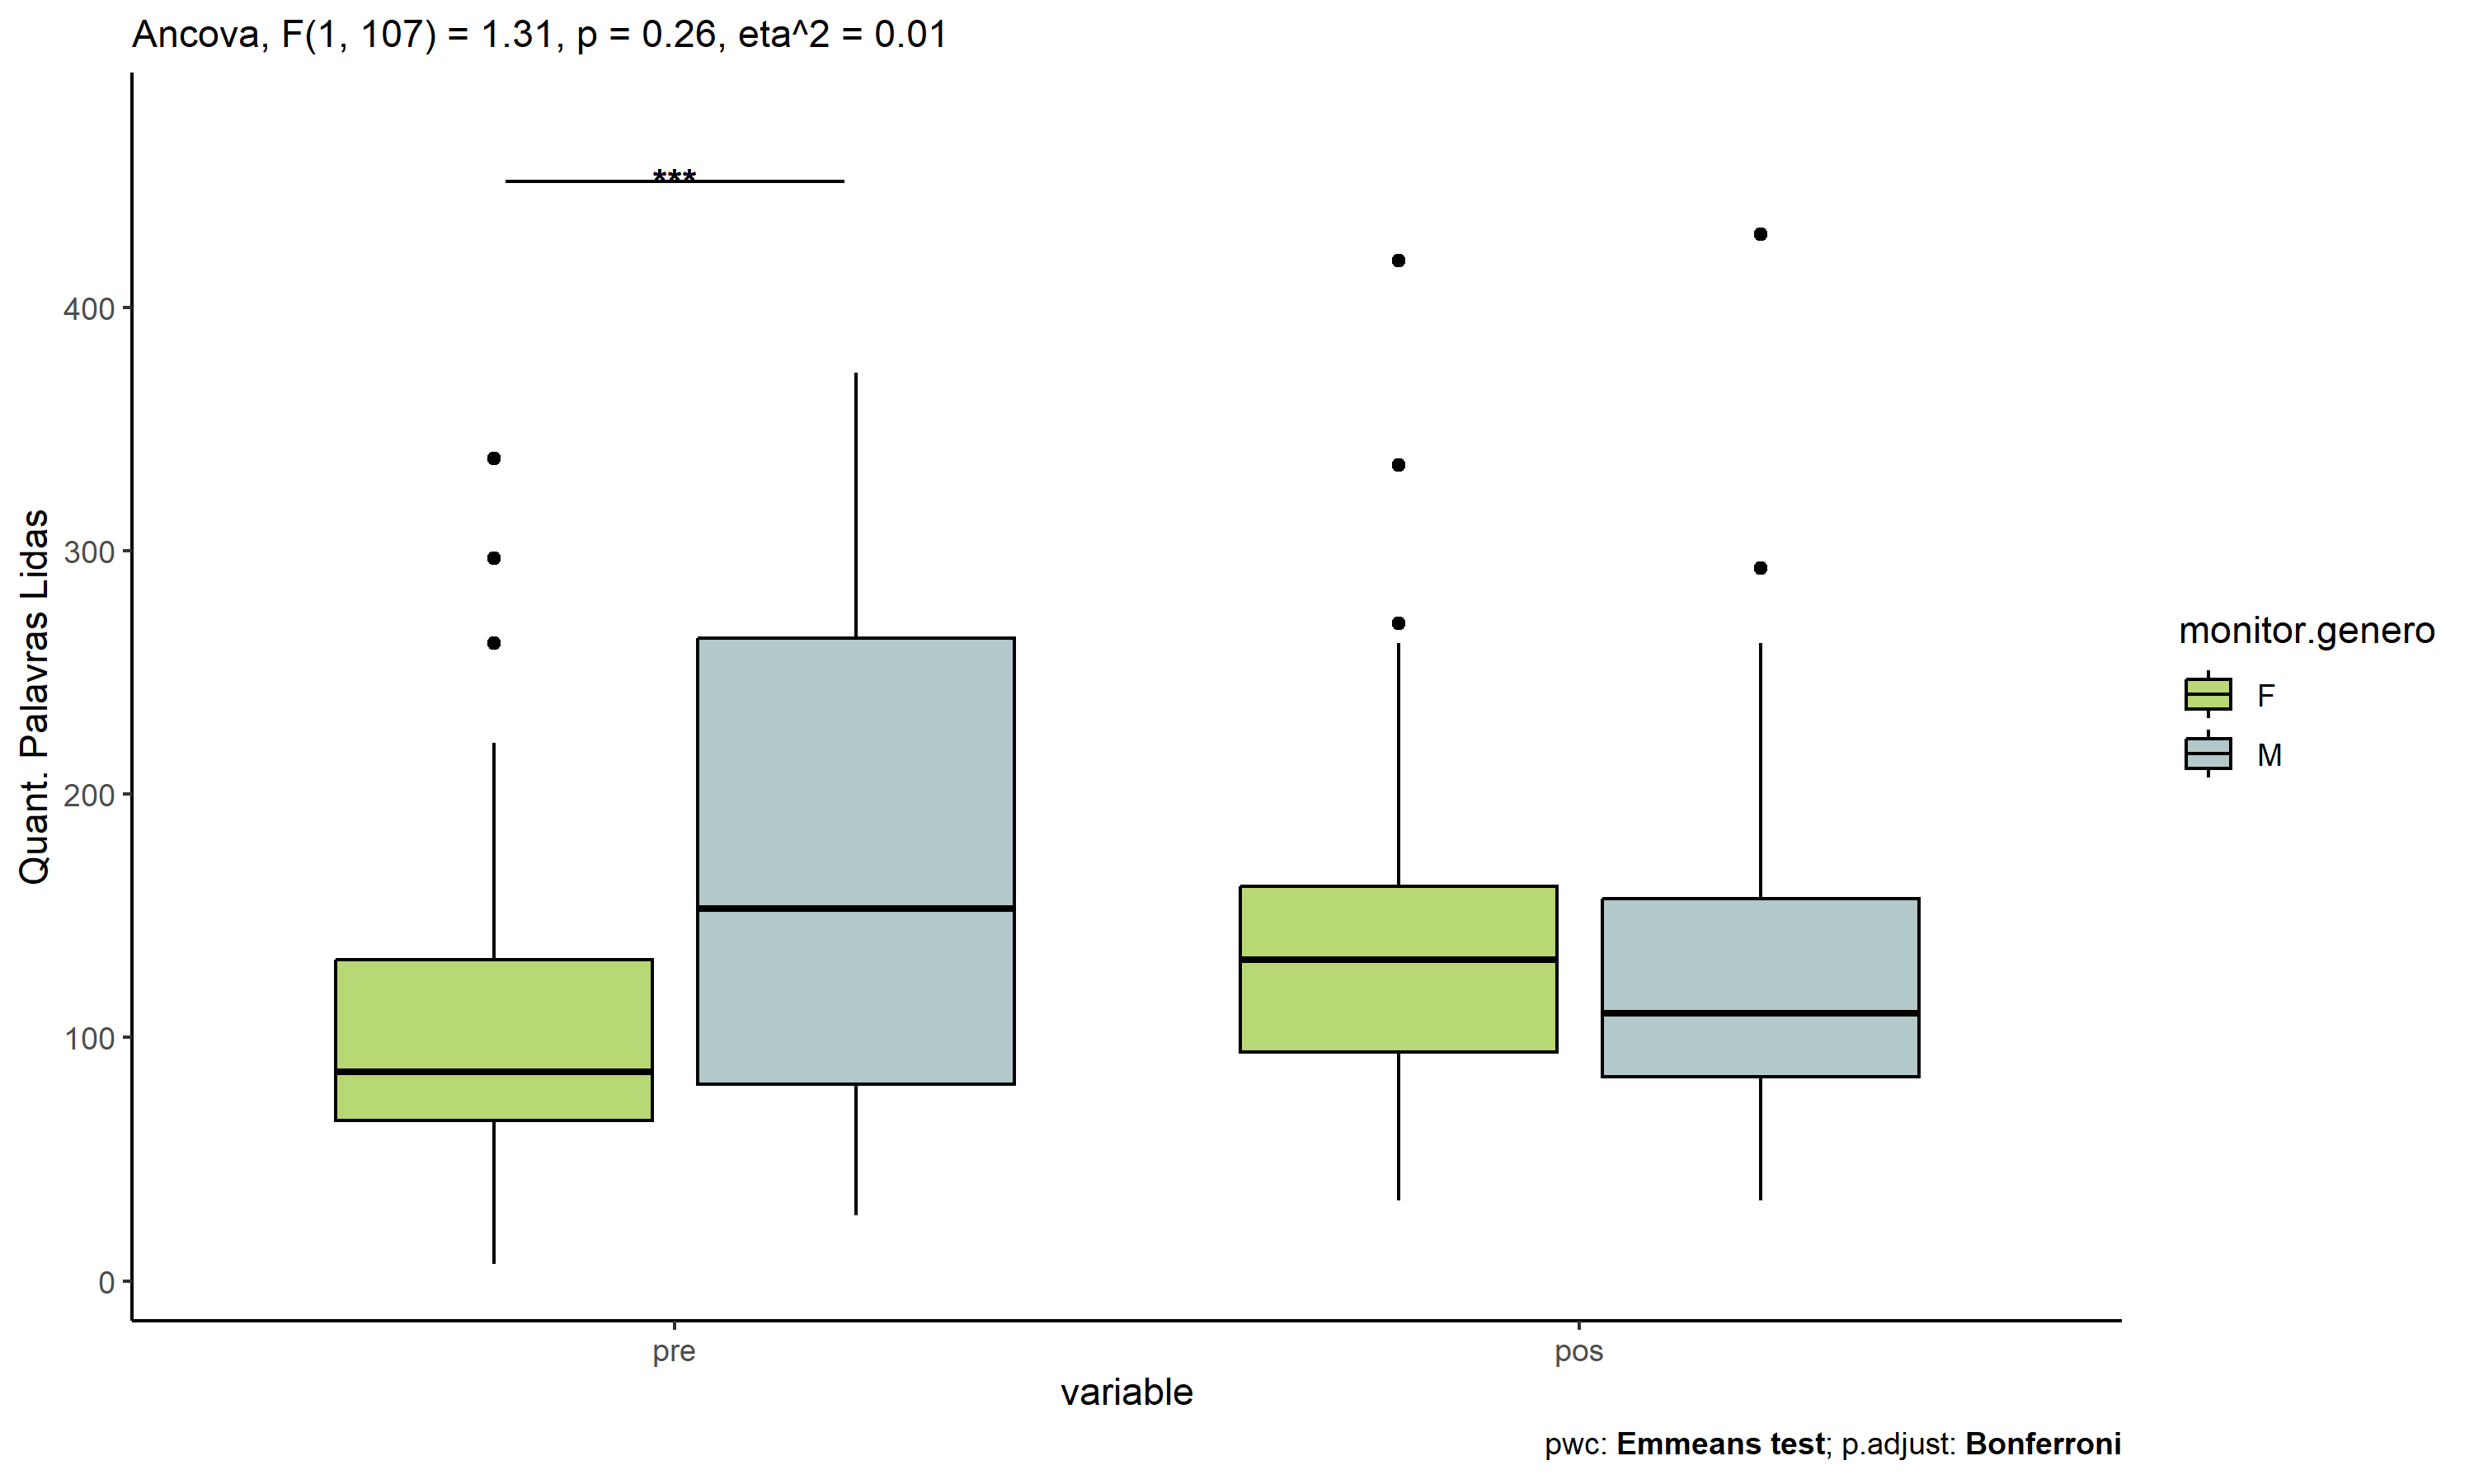 Ancova, F(1, 107) = 1.31, p = 0.26, eta^2 = 0.01
***
Quant. Palavras Lidas
400
300
200
100
0
pre
pos
variable
monitor.genero
F
M
pwc: Emmeans test; p.adjust: Bonferroni